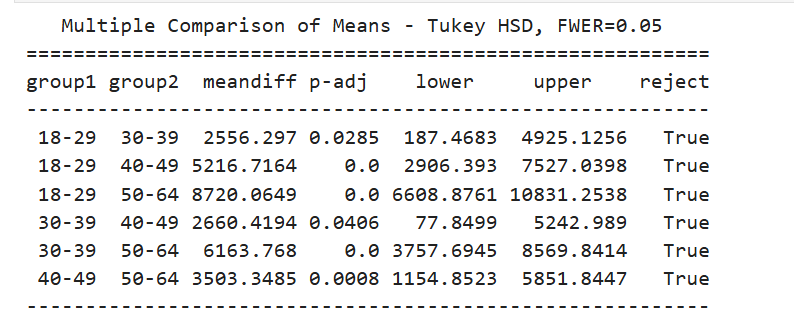 Multiple Comparison of Means - Tukey HSD, FWER=0.05
============================================================
group1 group2 meandiff p-adj lower upper reject
------------------------------------------------------------
18-29 30-39 2556.297 0.0285 187.4683 4925.1256 True
18-29 40-49 5216.7164 0.0 2906.393 7527.0398 True
18-29 50-64 8720.0649 0.0 6608.8761 10831.2538 True
30-39 40-49 2660.4194 0.0406 77.8499 5242.989 True
30-39 50-64 6163.768 0.0 3757.6945 8569.8414 True
40-49 50-64 3503.3485 0.0008 1154.8523 5851.8447 True
------------------------------------------------------------